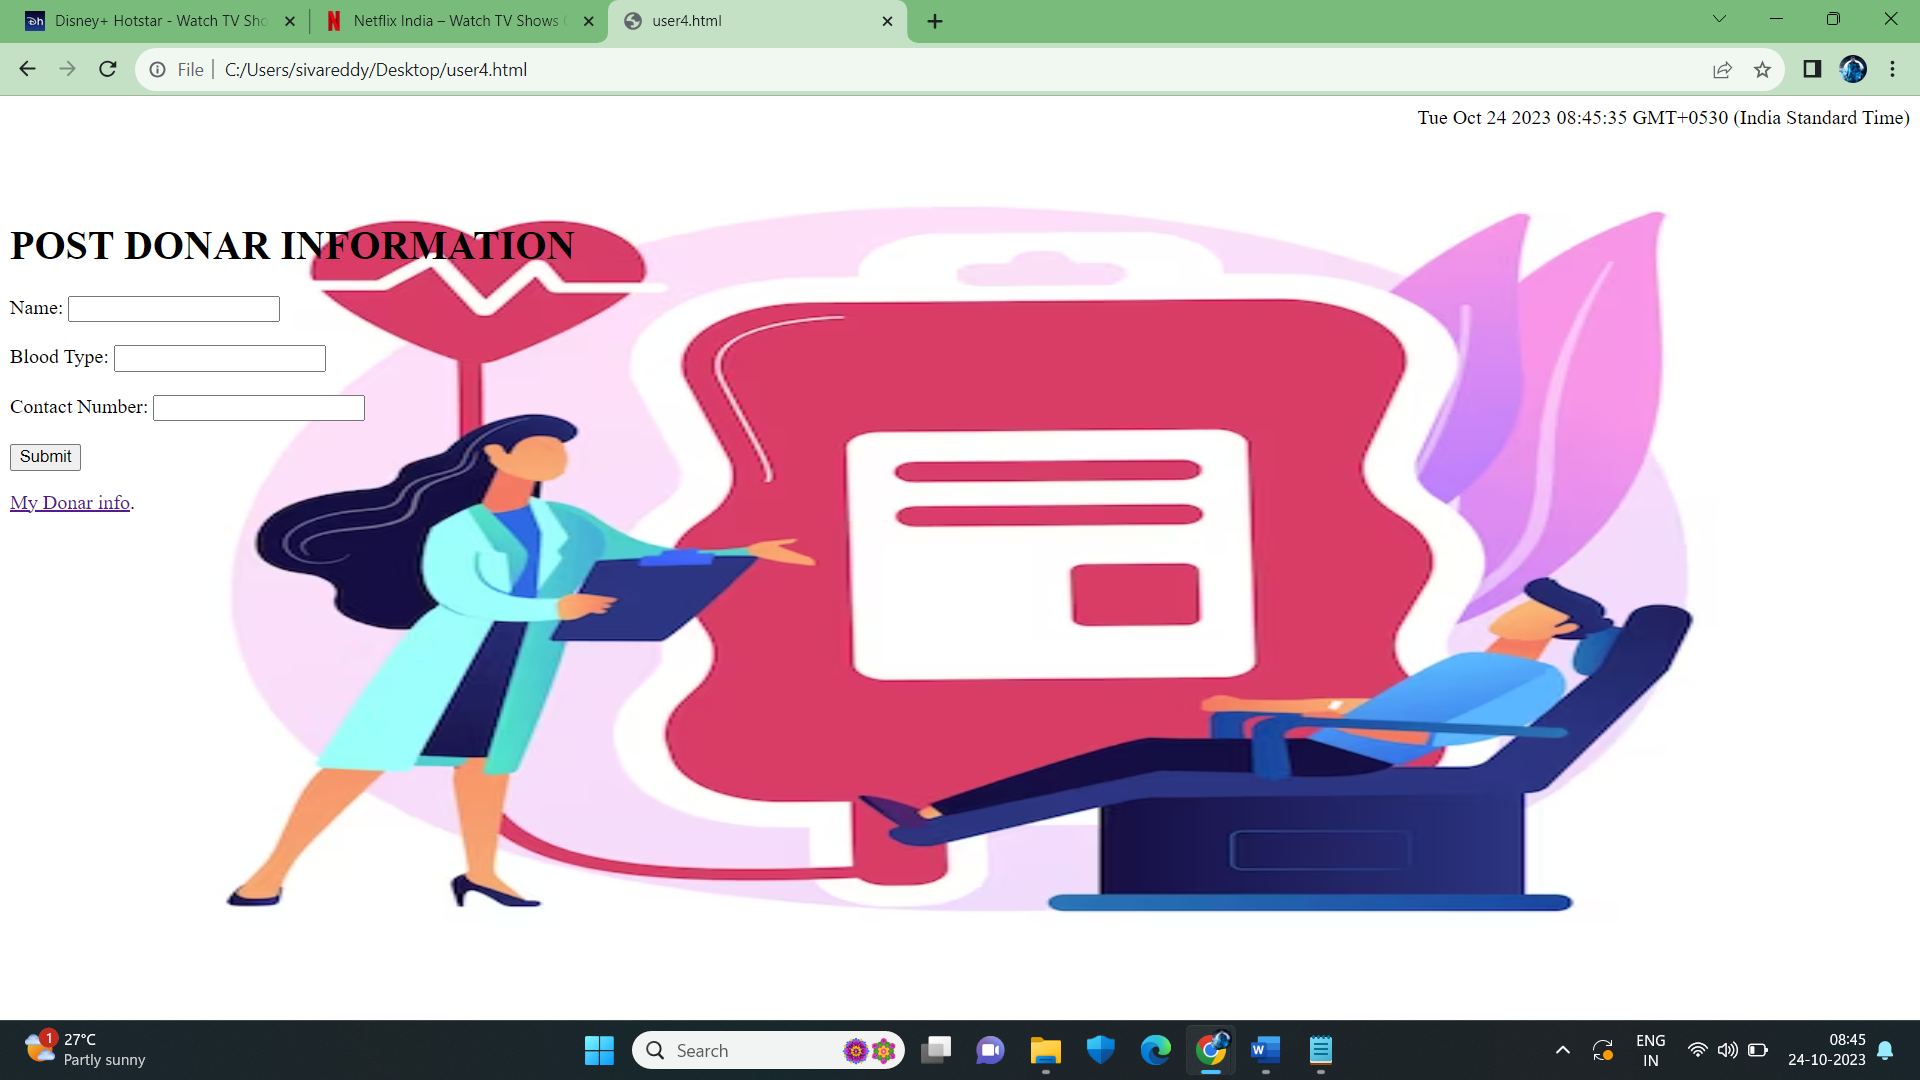 Disney+ Hotstar - Watch TV Sho
Netflix India – Watch TV Shows
user4.html
File
C:/Users/sivareddy/Desktop/user4.html
Tue Oct 24 2023 08:45:35 GMT+0530 (India Standard Time)
POST DONAR INFORMATION
Name:
Blood Type:
Contact Number:
Submit
My Donar info.
1
27°C
Partly sunny
Search
ENG
IN
08:45
24-10-2023